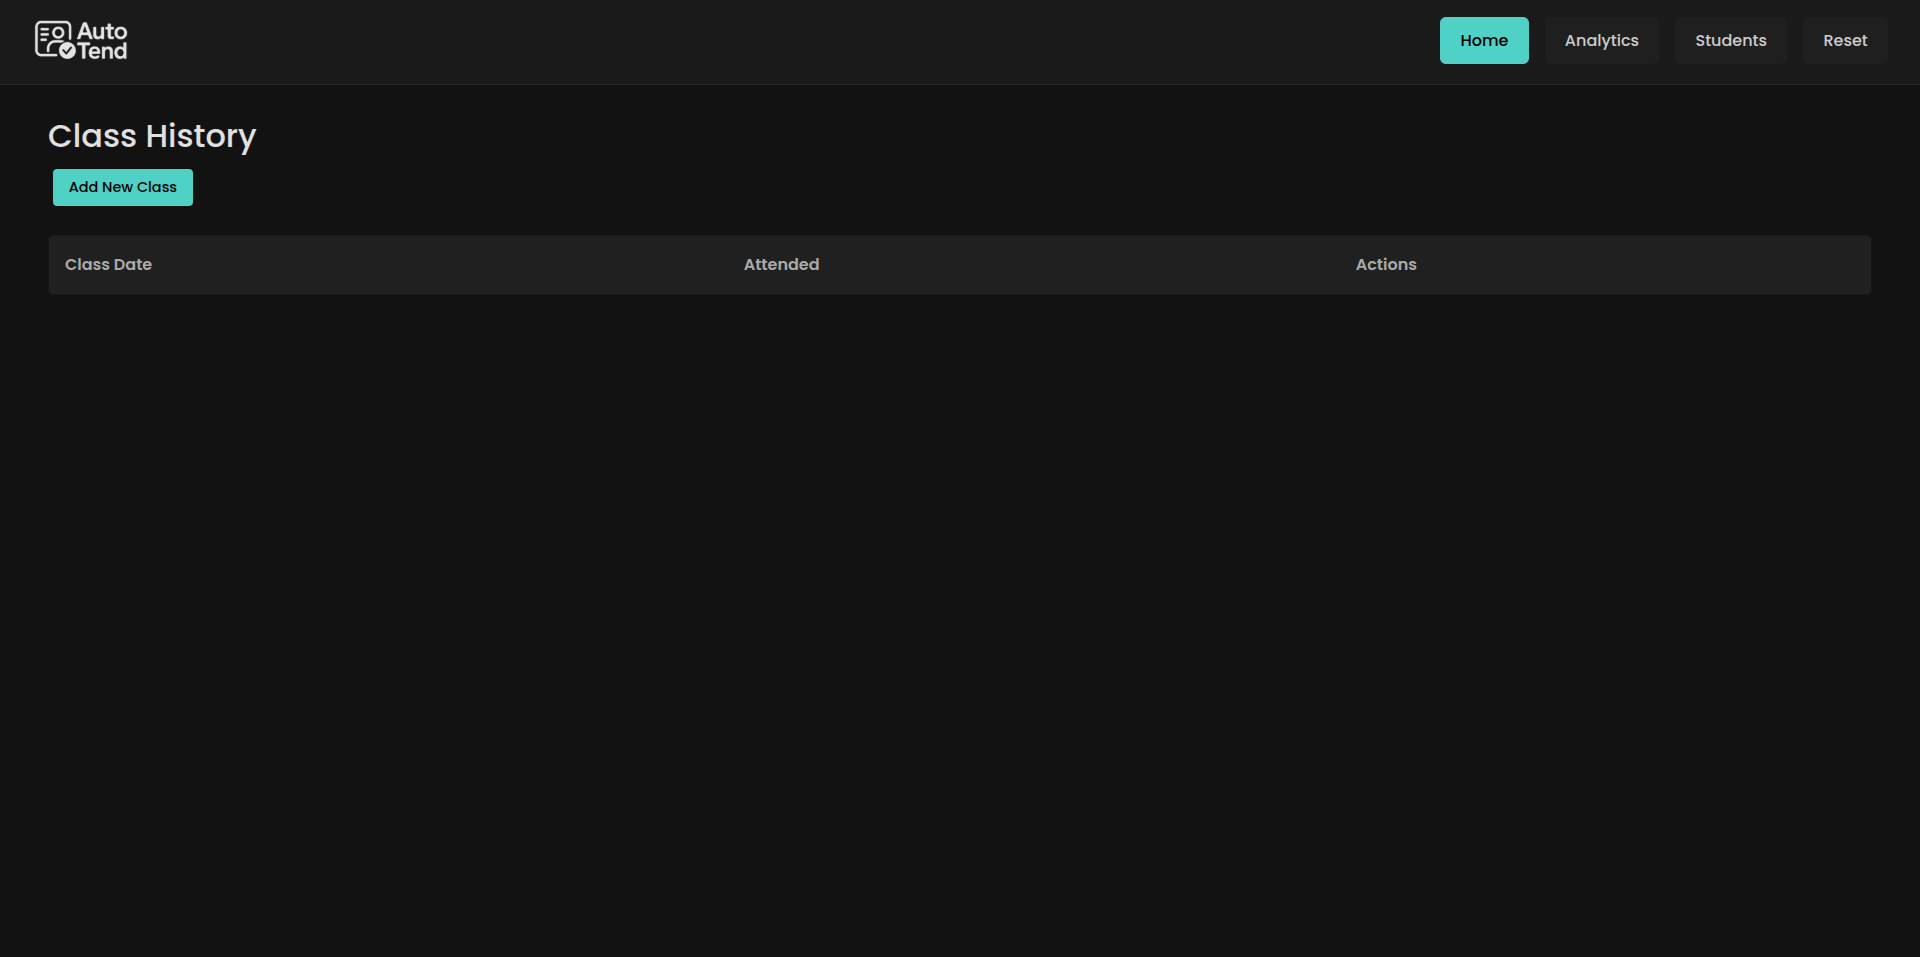 Auto
Tend
Home
Analytics
Students
Reset
Class History
Add New Class
Class Date
Attended
Actions